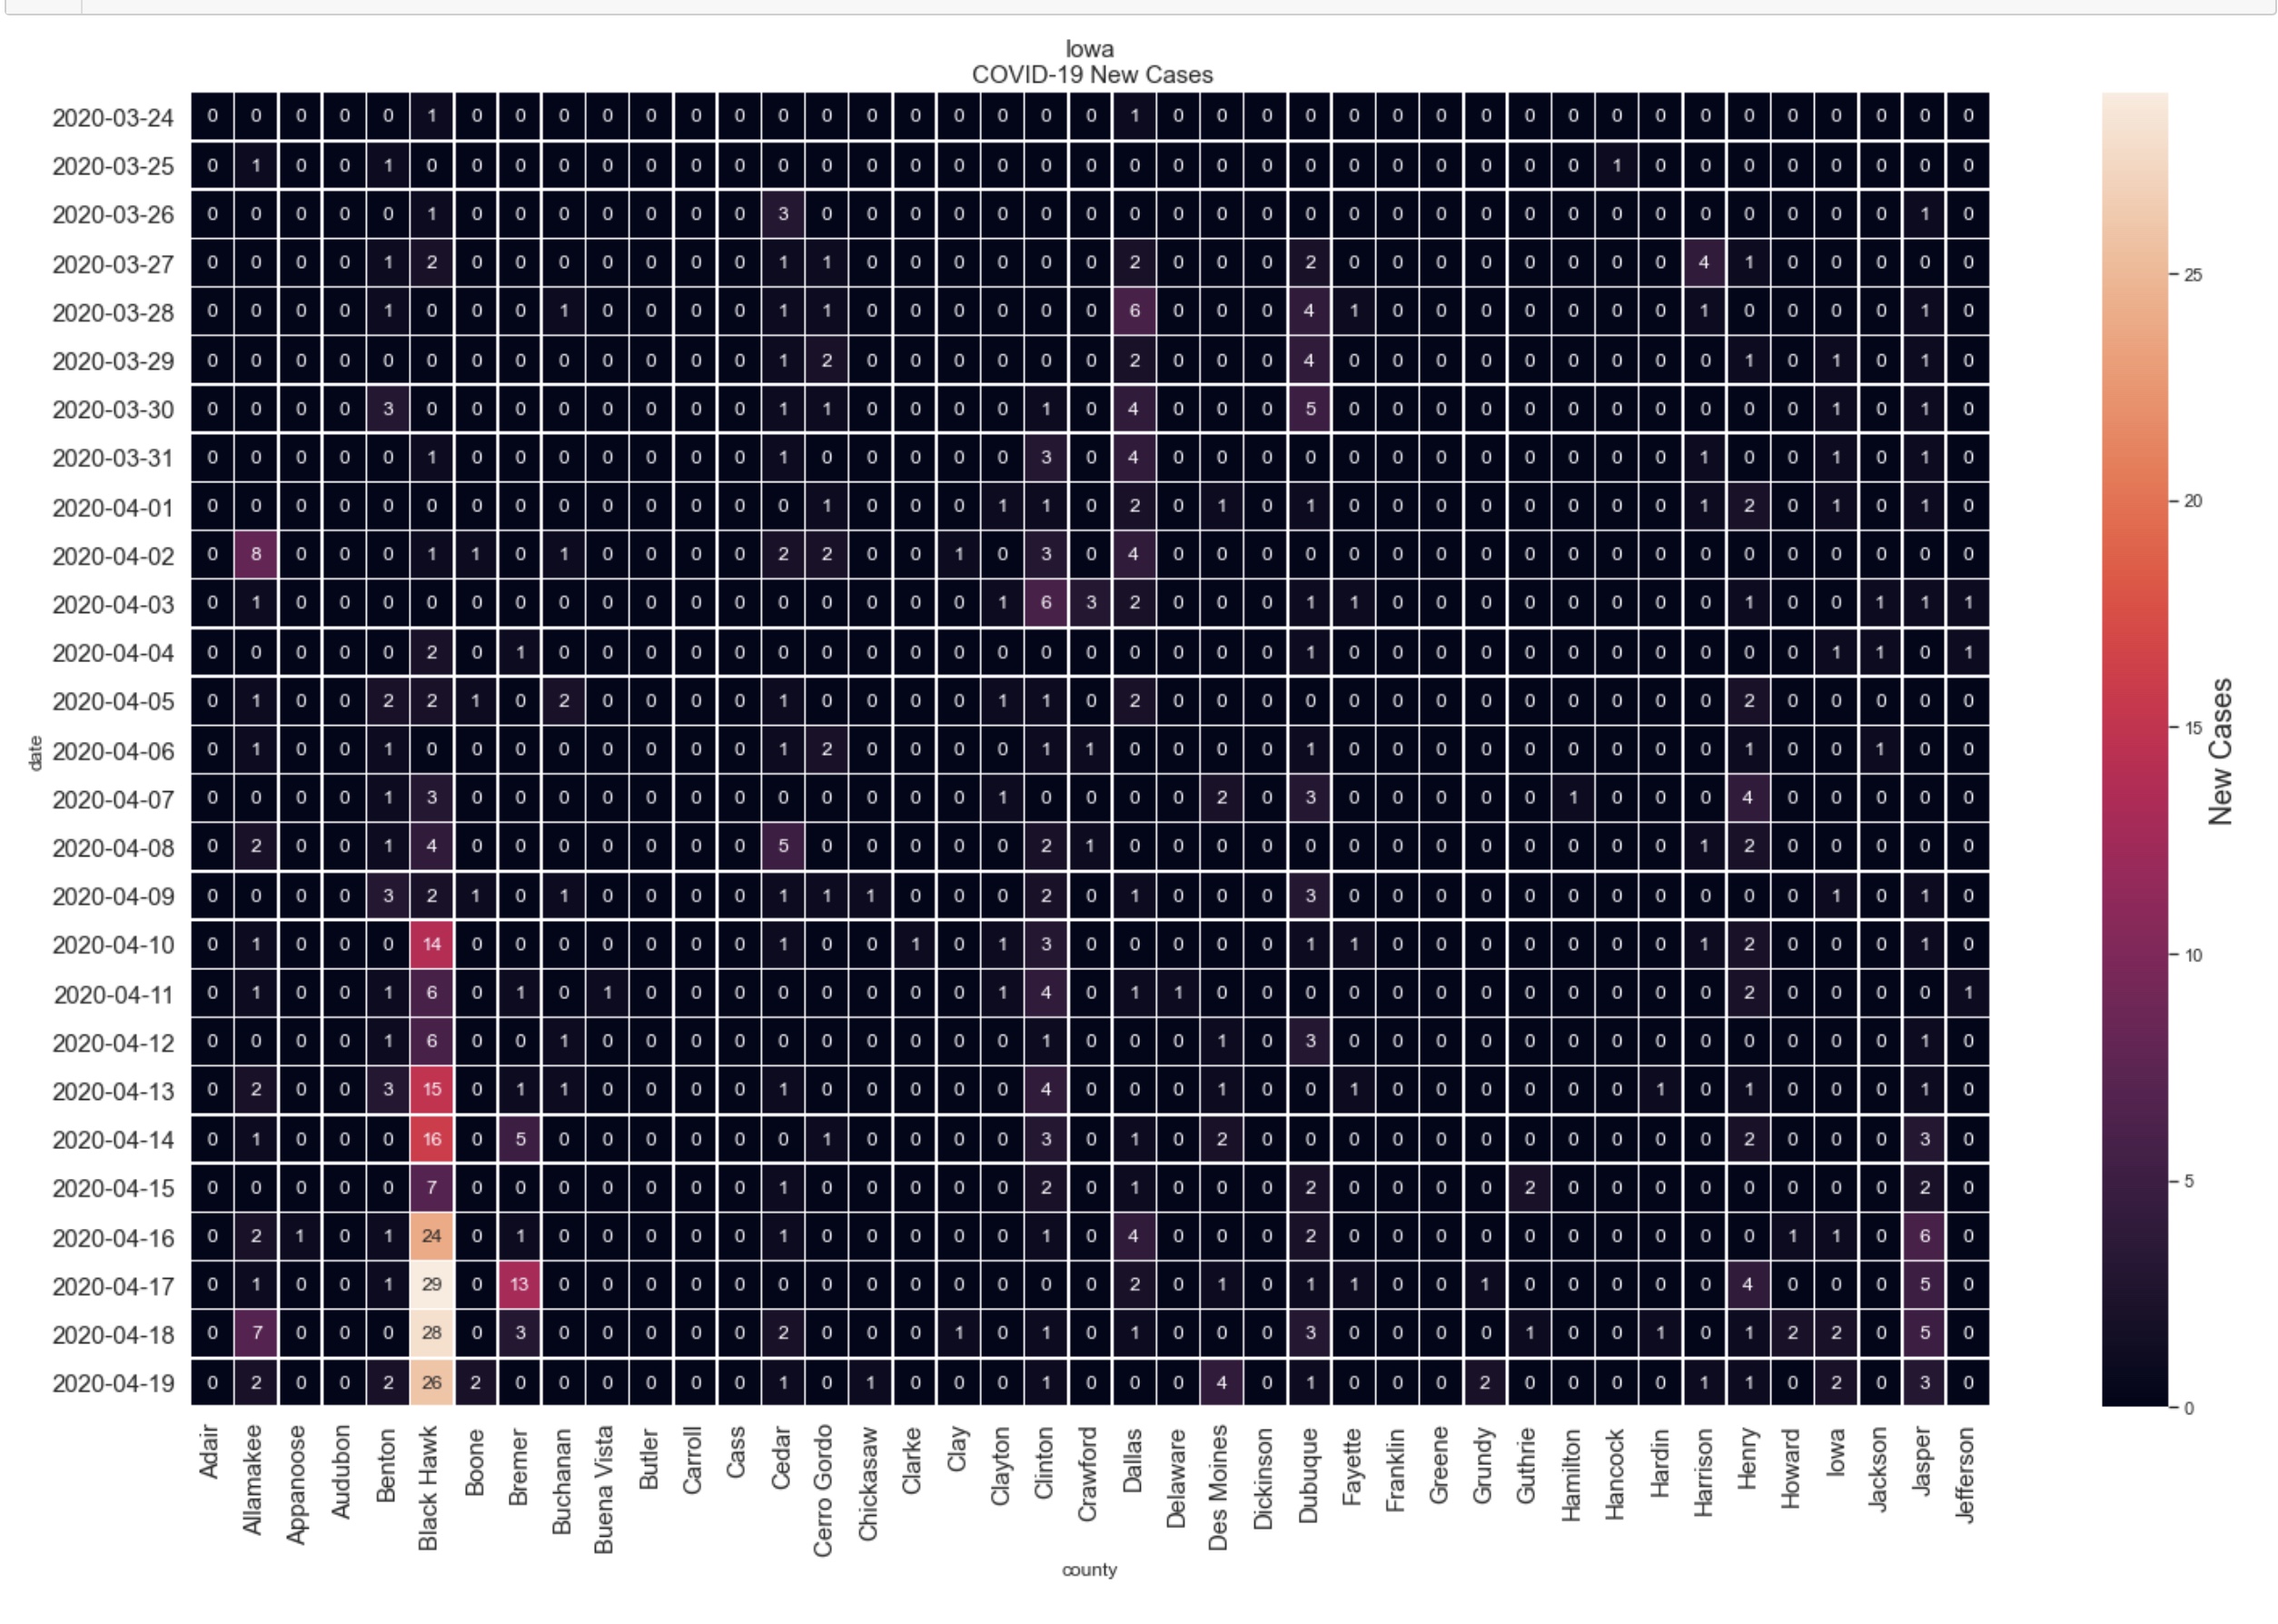 Iowa
COVID-19 New Cases
2020-03-24 0 0 0 0 0 1 0 0 0 0 0 0 0 0 0 0 0 0 0 0 0 1 0 0 0 0 0 0 0 0 0 0 0 0 0 0 0 0 0 0 0
2020-03-25 0 1 0 0 1 0 0 0 0 0 0 0 0 0 0 0 0 0 0 0 0 0 0 0 0 0 0 0 0 0 0 0 1 0 0 0 0 0 0 0 0
2020-03-26 0 0 0 0 0 1 0 0 0 0 0 0 0 3 0 0 0 0 0 0 0 0 0 0 0 0 0 0 0 0 0 0 0 0 0 0 0 0 0 1 0
2020-03-27 0 0 0 0 1 2 0 0 0 0 0 0 0 1 1 0 0 0 0 0 0 2 0 0 0 2 0 0 0 0 0 0 0 0 4 1 0 0 0 0 0
2020-03-28 0 0 0 0 1 0 0 0 1 0 0 0 0 1 1 0 0 0 0 0 0 6 0 0 0 4 1 0 0 0 0 0 0 0 1 0 0 0 0 1 0
2020-03-29 0 0 0 0 0 0 0 0 0 0 0 0 0 1 2 0 0 0 0 0 0 2 0 0 0 4 0 0 0 0 0 0 0 0 0 1 0 1 0 1 0
2020-03-30 0 0 0 0 3 0 0 0 0 0 0 0 0 1 1 0 0 0 0 1 0 4 0 0 0 5 0 0 0 0 0 0 0 0 0 0 0 1 0 1 0
2020-03-31 0 0 0 0 0 1 0 0 0 0 0 0 0 1 0 0 0 0 0 3 0 4 0 0 0 0 0 0 0 0 0 0 0 0 1 0 0 1 0 1 0
2020-04-01 0 0 0 0 0 0 0 0 0 0 0 0 0 0 1 0 0 0 1 1 0 2 0 1 0 1 0 0 0 0 0 0 0 0 1 2 0 1 0 1 0
2020-04-02 0 8 0 0 0 1 1 0 1 0 0 0 0 2 2 0 0 1 0 3 0 4 0 0 0 0 0 0 0 0 0 0 0 0 0 0 0 0 0 0 0
2020-04-03 0 1 0 0 0 0 0 0 0 0 0 0 0 0 0 0 0 0 1 6 3 2 0 0 0 1 1 0 0 0 0 0 0 0 0 1 0 0 1 1 1
2020-04-04 0 0 0 0 0 2 0 1 0 0 0 0 0 0 0 0 0 0 0 0 0 0 0 0 0 1 0 0 0 0 0 0 0 0 0 0 0 1 1 0 1
2020-04-05 0 1 0 0 2 2 1 0 2 0 0 0 0 1 0 0 0 0 1 1 0 2 0 0 0 0 0 0 0 0 0 0 0 0 0 2 0 0 0 0 0
2020-04-06 0 1 0 0 1 0 0 0 0 0 0 0 0 1 2 0 0 0 0 1 1 0 0 0 0 1 0 0 0 0 0 0 0 0 0 1 0 0 1 0 0
2020-04-07 0 0 0 0 1 3 0 0 0 0 0 0 0 0 0 0 0 0 1 0 0 0 0 2 0 3 0 0 0 0 0 1 0 0 0 4 0 0 0 0 0
2020-04-08 0 2 0 0 1 4 0 0 0 0 0 0 0 5 0 0 0 0 0 2 1 0 0 0 0 0 0 0 0 0 0 0 0 0 1 2 0 0 0 0 0
2020-04-09 0 0 0 0 3 2 1 0 1 0 0 0 0 1 1 1 0 0 0 2 0 1 0 0 0 3 0 0 0 0 0 0 0 0 0 0 0 1 0 1 0
2020-04-10 0 1 0 0 0 14 0 0 0 0 0 0 0 1 0 0 1 0 1 3 0 0 0 0 0 1 1 0 0 0 0 0 0 0 1 2 0 0 0 1 0
2020-04-11 0 1 0 0 1 6 0 1 0 1 0 0 0 0 0 0 0 0 1 4 0 1 1 0 0 0 0 0 0 0 0 0 0 0 0 2 0 0 0 0 1
2020-04-12 0 0 0 0 1 6 0 0 1 0 0 0 0 0 0 0 0 0 0 1 0 0 0 1 0 3 0 0 0 0 0 0 0 0 0 0 0 0 0 1 0
2020-04-13 0 2 0 0 3 15 0 1 1 0 0 0 0 1 0 0 0 0 0 4 0 0 0 1 0 0 1 0 0 0 0 0 0 1 0 1 0 0 0 1 0
2020-04-14 0 1 0 0 0 16 0 5 0 0 0 0 0 0 1 0 0 0 0 3 0 1 0 2 0 0 0 0 0 0 0 0 0 0 0 2 0 0 0 3 0
2020-04-15 0 0 0 0 0 7 0 0 0 0 0 0 0 1 0 0 0 0 0 2 0 1 0 0 0 2 0 0 0 0 2 0 0 0 0 0 0 0 0 2 0
2020-04-16 0 2 1 0 1 24 0 1 0 0 0 0 0 1 0 0 0 0 0 1 0 4 0 0 0 2 0 0 0 0 0 0 0 0 0 0 1 1 0 6 0
2020-04-17 0 1 0 0 1 29 0 13 0 0 0 0 0 0 0 0 0 0 0 0 0 2 0 1 0 1 1 0 0 1 0 0 0 0 0 4 0 0 0 5 0
2020-04-18 0 7 0 0 0 28 0 3 0 0 0 0 0 2 0 0 0 1 0 1 0 1 0 0 0 3 0 0 0 0 1 0 0 1 0 1 2 2 0 5 0
2020-04-19 0 2 0 0 2 26 2 0 0 0 0 0 0 1 0 1 0 0 0 1 0 0 0 4 0 1 0 0 0 2 0 0 0 0 1 1 0 2 0 3 0
date
Adair Allamakee Appanoose Audubon Benton Black Hawk Boone Bremer Buchanan Buena Vista Butler Carroll Cass Cedar Cerro Gordo Chickasaw Clarke Clay Clayton Clinton Crawford Dallas Delaware Des Moines Dickinson Dubuque Fayette Franklin Greene Grundy Guthrie Hamilton Hancock Hardin Harrison Henry Howard Iowa Jackson Jasper Jefferson
county
25
20
15
10
5
0
New Cases